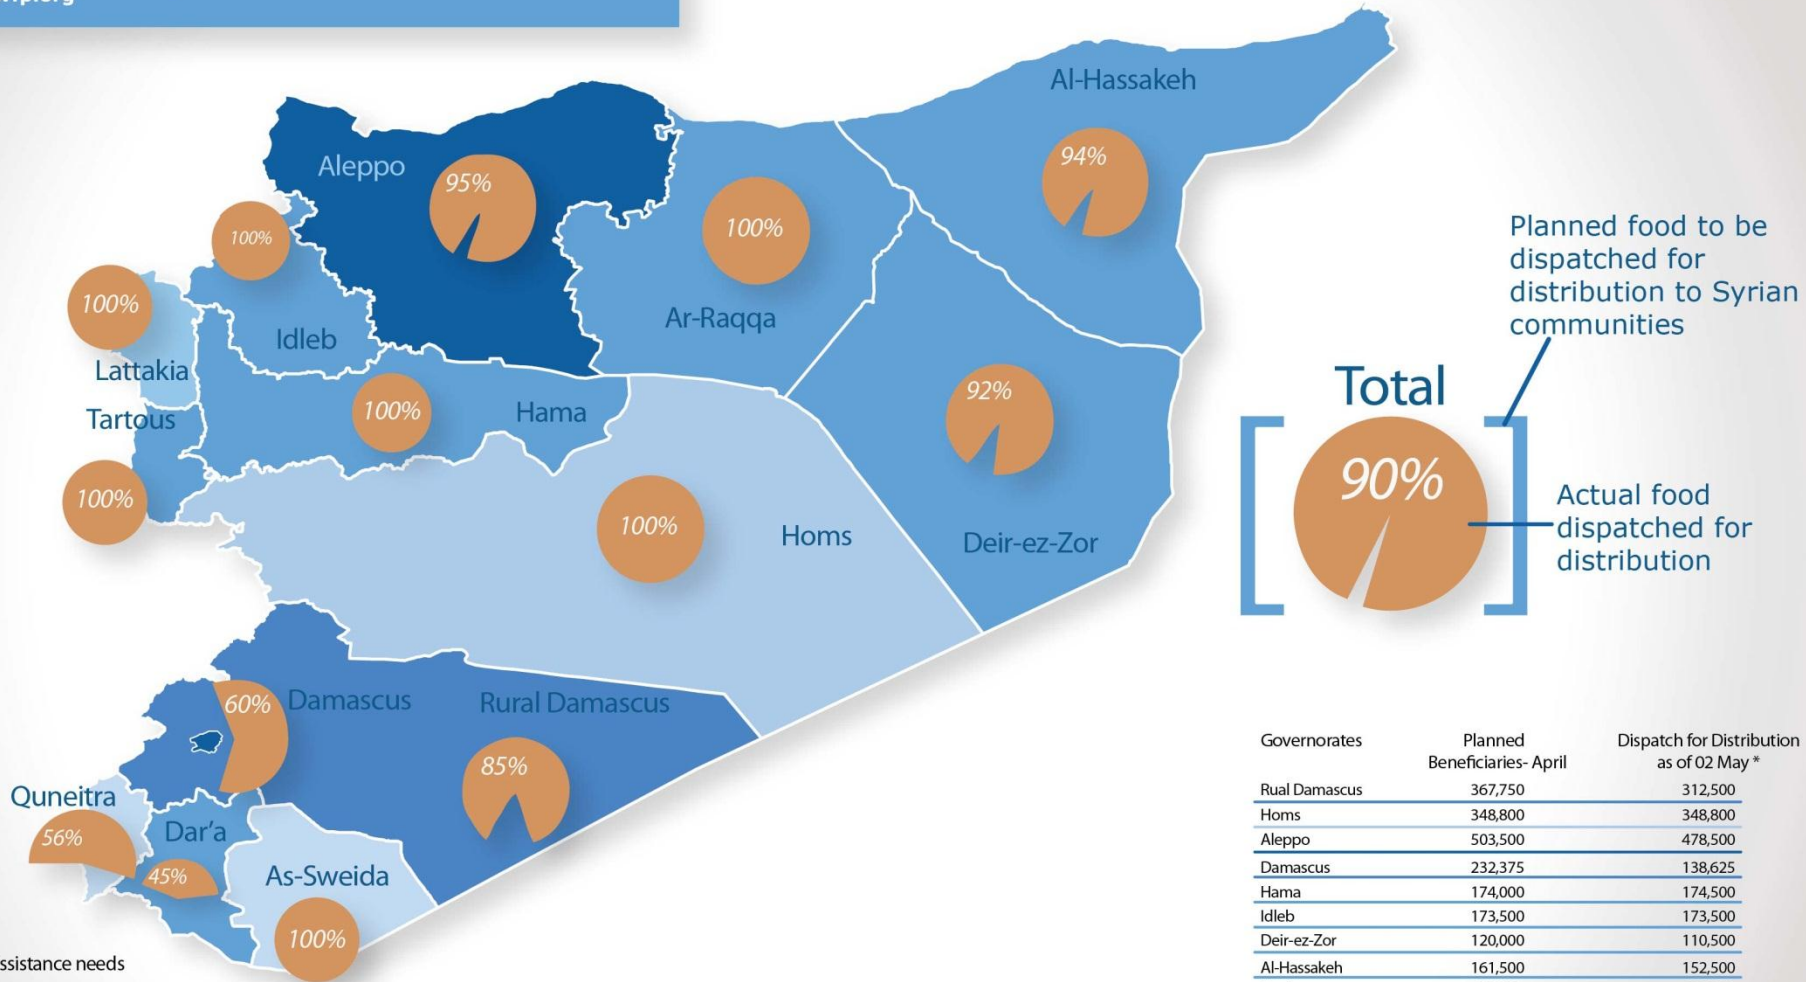 Al-Hassakeh
94%
Aleppo
95%
100%
Ar-Raqqa
100%
Idleb
100%
Lattakia
Tartous
100%
100%
Hama
92%
Deir-ez-Zor
100%
Homs
Planned food to be
dispatched for
distribution to Syrian
communities
Total
90%
Actual food
dispatched for
distribution
60%
Damascus
Rural Damascus
85%
Quneitra
56%
Dar'a
45%
As-Sweida
100%
ssistance needs
Governorates Planned Beneficiaries- April Dispatch for Distribution as of 02 May *
Rual Damascus 367,750 312,500
Homs 348,800 348,800
Aleppo 503,500 478,500
Damascus 232,375 138,625
Hama 174,000 174,500
Idleb 173,500 173,500
Deir-ez-Zor 120,000 110,500
Al-Hassakeh 161,500 152,500